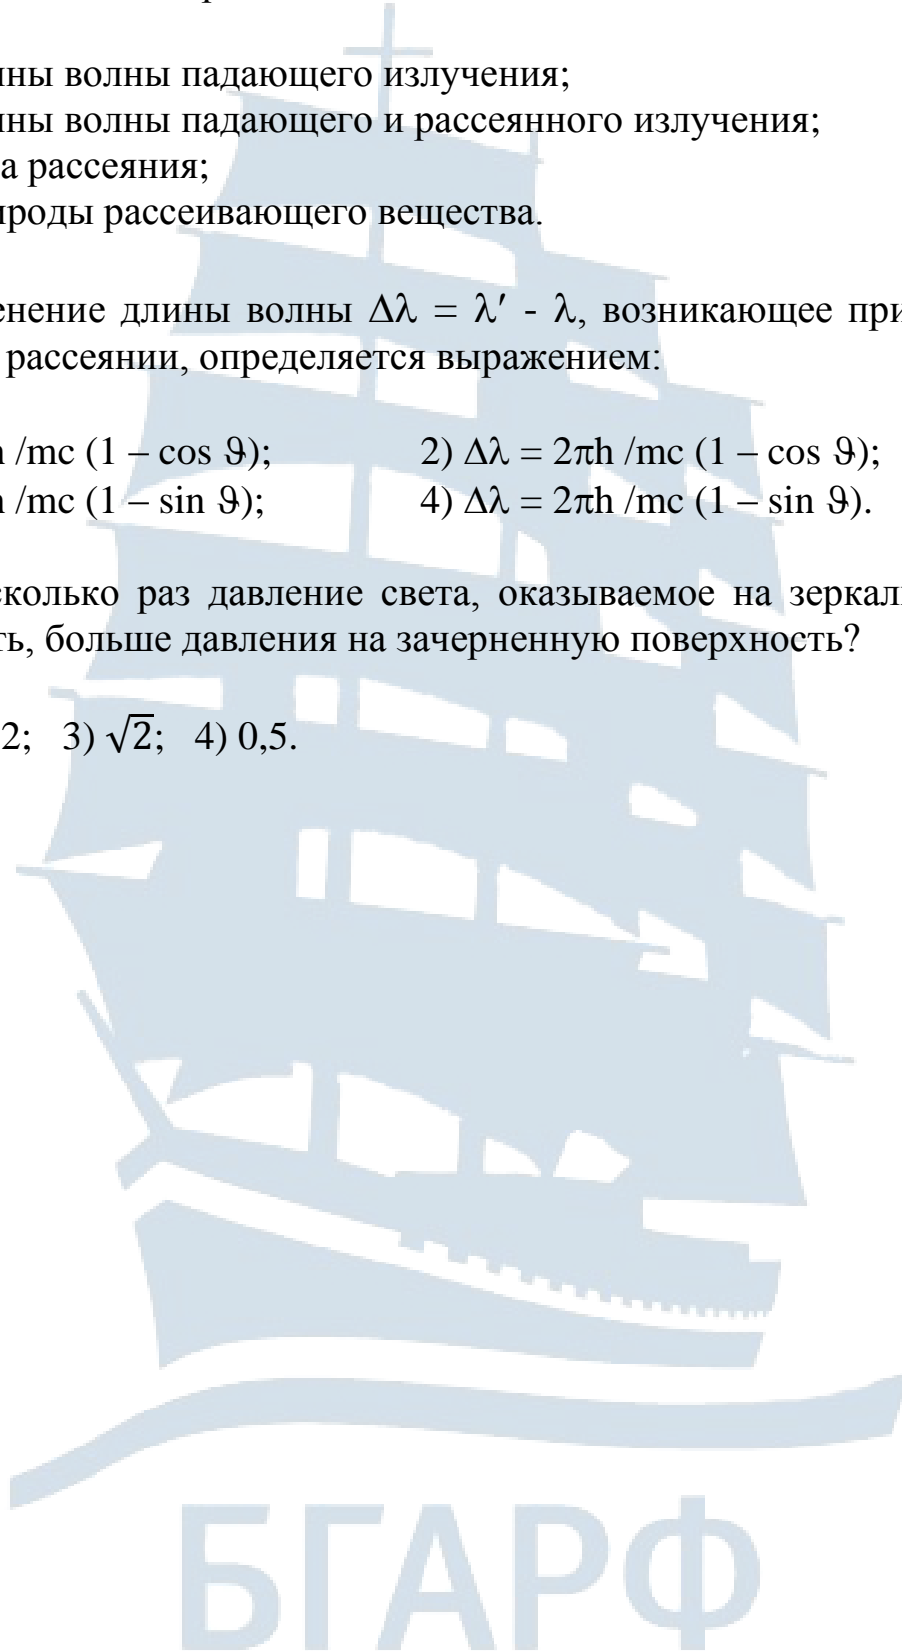 ны волны падающего излучения;
ны волны падающего и рассеянного излучения;
а рассеяния;
ироды рассеивающего вещества.
енение длины волны Δλ = λ′ - λ, возникающее при
рассеянии, определяется выражением:
/mc (1 – cos ϑ); 2) Δλ = 2πh /mc (1 – cos ϑ);
/mc (1 – sin ϑ); 4) Δλ = 2πh /mc (1 – sin ϑ).
сколько раз давление света, оказываемое на зеркал
ть, больше давления на зачерненную поверхность?
2; 3) √2; 4) 0,5.
БГАРФ